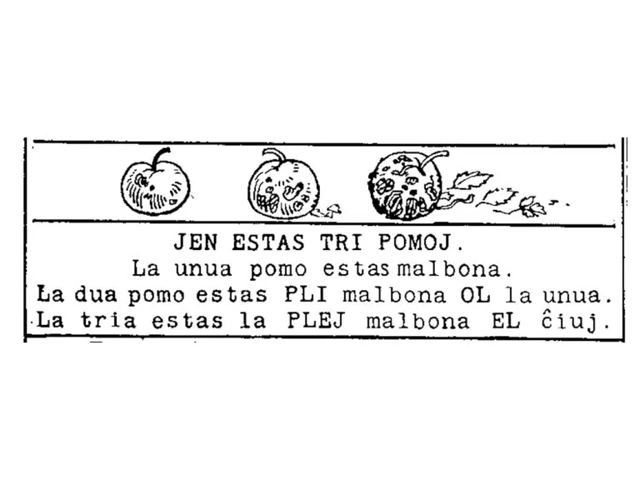 JEN ESTAS TRI POMOJ.
La unua pomo estas malbona.
La dua pomo estas PLI malbona OL la unua.
La tria estas la PLEJ malbona EL ĉiuj.